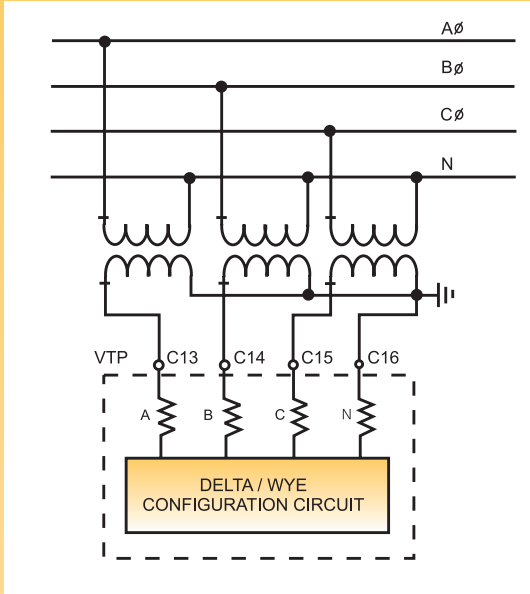 AØ
BØ
CØ
N
VTP C13 C14 C15 C16
A B C N
DELTA / WYE
CONFIGURATION CIRCUIT